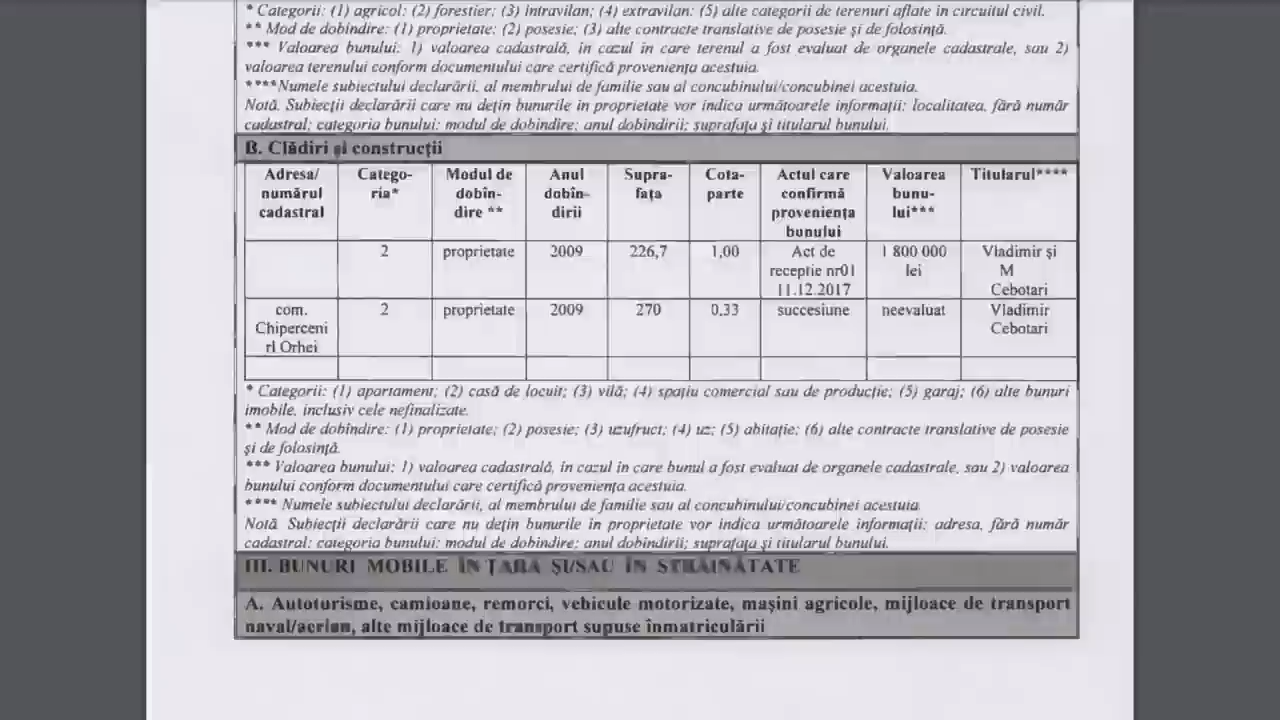 * Categorii: (1) agricol; (2) forestier; (3) intravilan; (4) extravilan; (5) alte categorii de terenuri aflate în circuitul civil.
** Mod de dobîndire: (1) proprietate; (2) posesie; (3) alte contracte translative de posesie și de folosință.
*** Valoarea bunului: 1) valoarea cadastrală, în cazul în care terenul a fost evaluat de organele cadastrale, sau 2)
valoarea terenului conform documentului care certifică proveniența acestuia.
****Numele subiectului declarării, al membrului de familie sau al concubinului/concubinei acestuia.
Notă. Subiecții declarării care nu dețin bunurile în proprietate vor indica următoarele informații: localitatea, fără număr
cadastral; categoria bunului; modul de dobîndire; anul dobîndirii; suprafața și titularul bunului.
B. Clădiri și construcții
Adresa/ Catego- Modul de Anul Supra- Cota- Actul care Valoarea Titularul****
numărul ria* dobîn- dobîn- fața parte confirmă bunu-
cadastral dire ** dirii proveniența lui***
bunului
2 proprietate 2009 226,7 1,00 Act de 1 800 000 Vladimir și
receptie nr01 lei M
11.12.2017 Cebotari
com. 2 proprietate 2009 270 0,33 succesiune neevaluat Vladimir
Chiperceni Cebotari
rl Orhei
* Categorii: (1) apartament; (2) casă de locuit; (3) vilă; (4) spațiu comercial sau de producție; (5) garaj; (6) alte bunuri
imobile, inclusiv cele nefinalizate.
** Mod de dobîndire: (1) proprietate; (2) posesie; (3) uzufruct; (4) uz; (5) abitație; (6) alte contracte translative de posesie
și de folosință.
*** Valoarea bunului: 1) valoarea cadastrală, în cazul în care bunul a fost evaluat de organele cadastrale, sau 2) valoarea
bunului conform documentului care certifică proveniența acestuia.
**** Numele subiectului declarării, al membrului de familie sau al concubinului/concubinei acestuia
Notă. Subiecții declarării care nu dețin bunurile în proprietate vor indica următoarele informații: adresa, fără număr
cadastral; categoria bunului; modul de dobîndire; anul dobîndirii; suprafața și titularul bunului.
III. BUNURI MOBILE ÎN ȚARĂ ȘI/SAU ÎN STRĂINĂTATE
A. Autoturisme, camioane, remorci, vehicule motorizate, mașini agricole, mijloace de transport
naval/aerian, alte mijloace de transport supuse înmatriculării